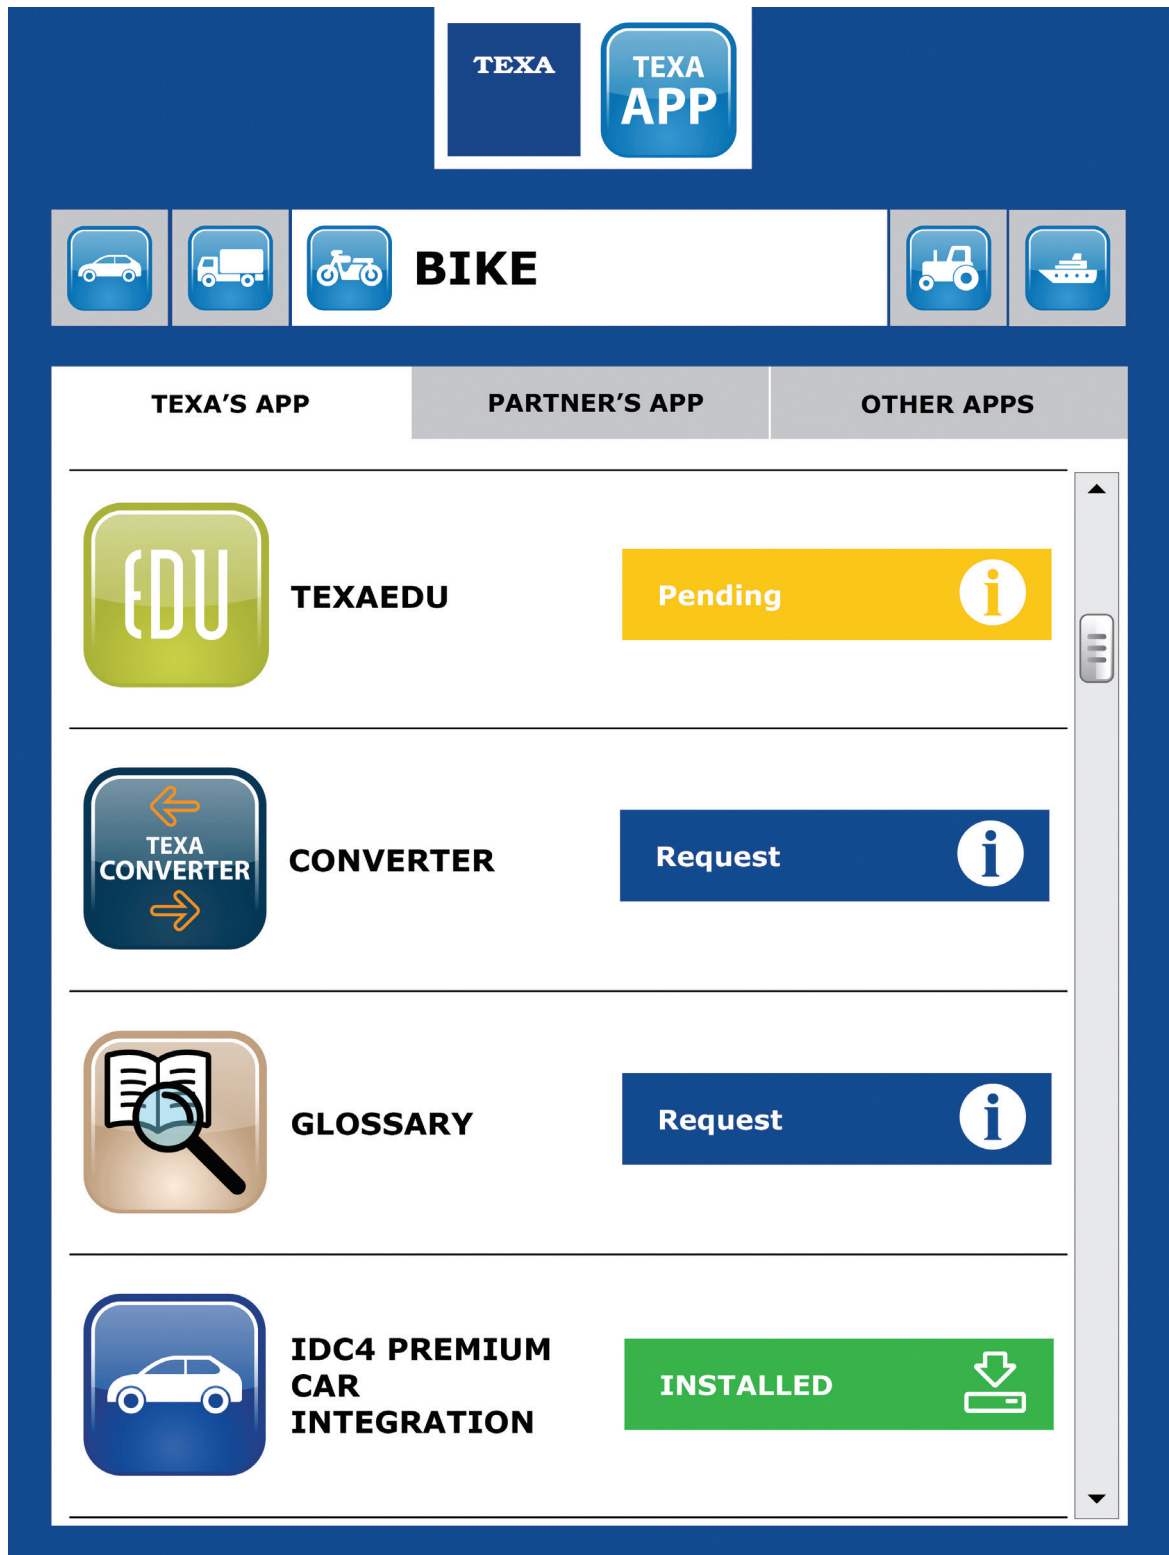 TEXA
TEXA
APP
BIKE
TEXA'S APP
PARTNER'S APP
OTHER APPS
EDU
TEXAEDU
Pending
i
TEXA
CONVERTER
CONVERTER
Request
i
GLOSSARY
Request
i
IDC4 PREMIUM
CAR
INTEGRATION
INSTALLED